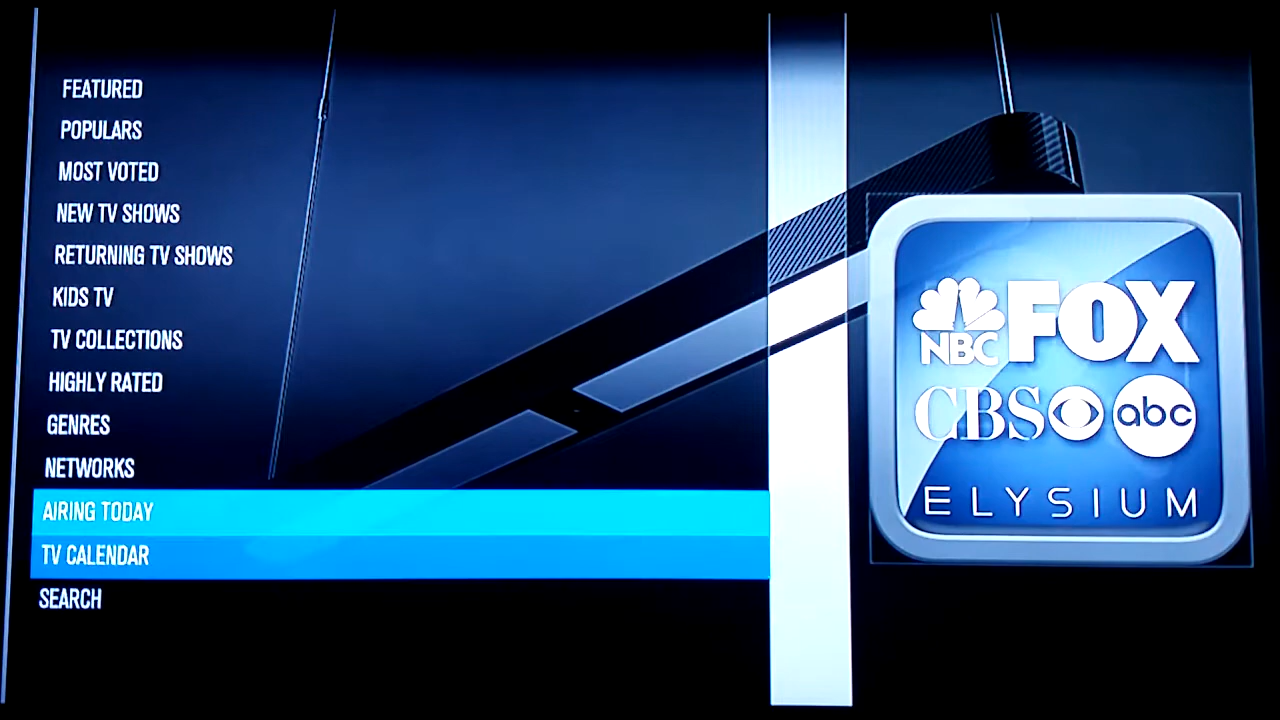 FEATURED
POPULARS
MOST VOTED
NEW TV SHOWS
RETURNING TV SHOWS
KIDS TV
TV COLLECTIONS
HIGHLY RATED
GENRES
NETWORKS
AIRING TODAY
TV CALENDAR
SEARCH
NBC FOX
CBS abc
ELYSIUM